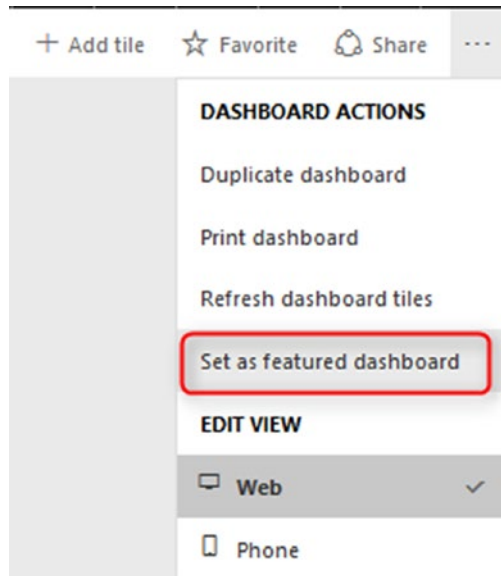 + Add tile Favorite Share ...
DASHBOARD ACTIONS
Duplicate dashboard
Print dashboard
Refresh dashboard tiles
Set as featured dashboard
EDIT VIEW
Web
Phone